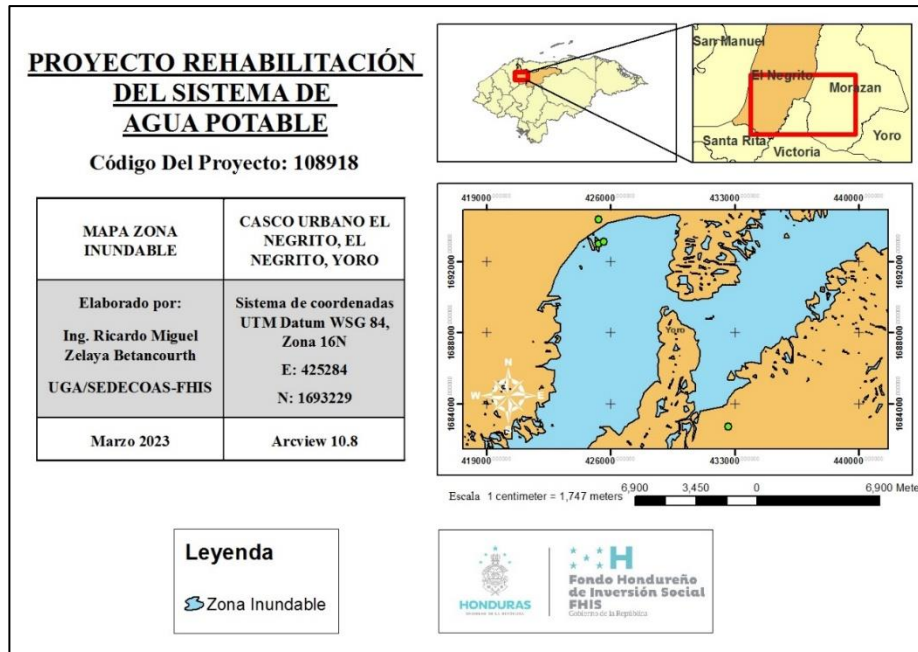 PROYECTO REHABILITACIÓN
DEL SISTEMA DE
AGUA POTABLE
Código Del Proyecto: 108918
MAPA ZONA
INUNDABLE
CASCO URBANO EL
NEGRITO, EL
NEGRITO, YORO
Elaborado por:
Ing. Ricardo Miguel
Zelaya Betancourth
UGA/SEDECOAS-FHIS
Sistema de coordenadas
UTM Datum WSG 84,
Zona 16N
E: 425284
N: 1693229
Marzo 2023
Arcview 10.8
San Manuel
El Negrito
Morazan
Santa Rita
Victoria
Yoro
419000
426000
433000
440000
1692000
1688000
1684000
1692000
1688000
1684000
Yoro
N
W
E
S
419000
426000
433000
440000
Escala 1 centimeter = 1,747 meters
6,900 3,450 0 6,900 Mete
Leyenda
Zona Inundable
HONDURAS
H
Fondo Hondureño
de Inversión Social
FHIS
Gobierno de la República